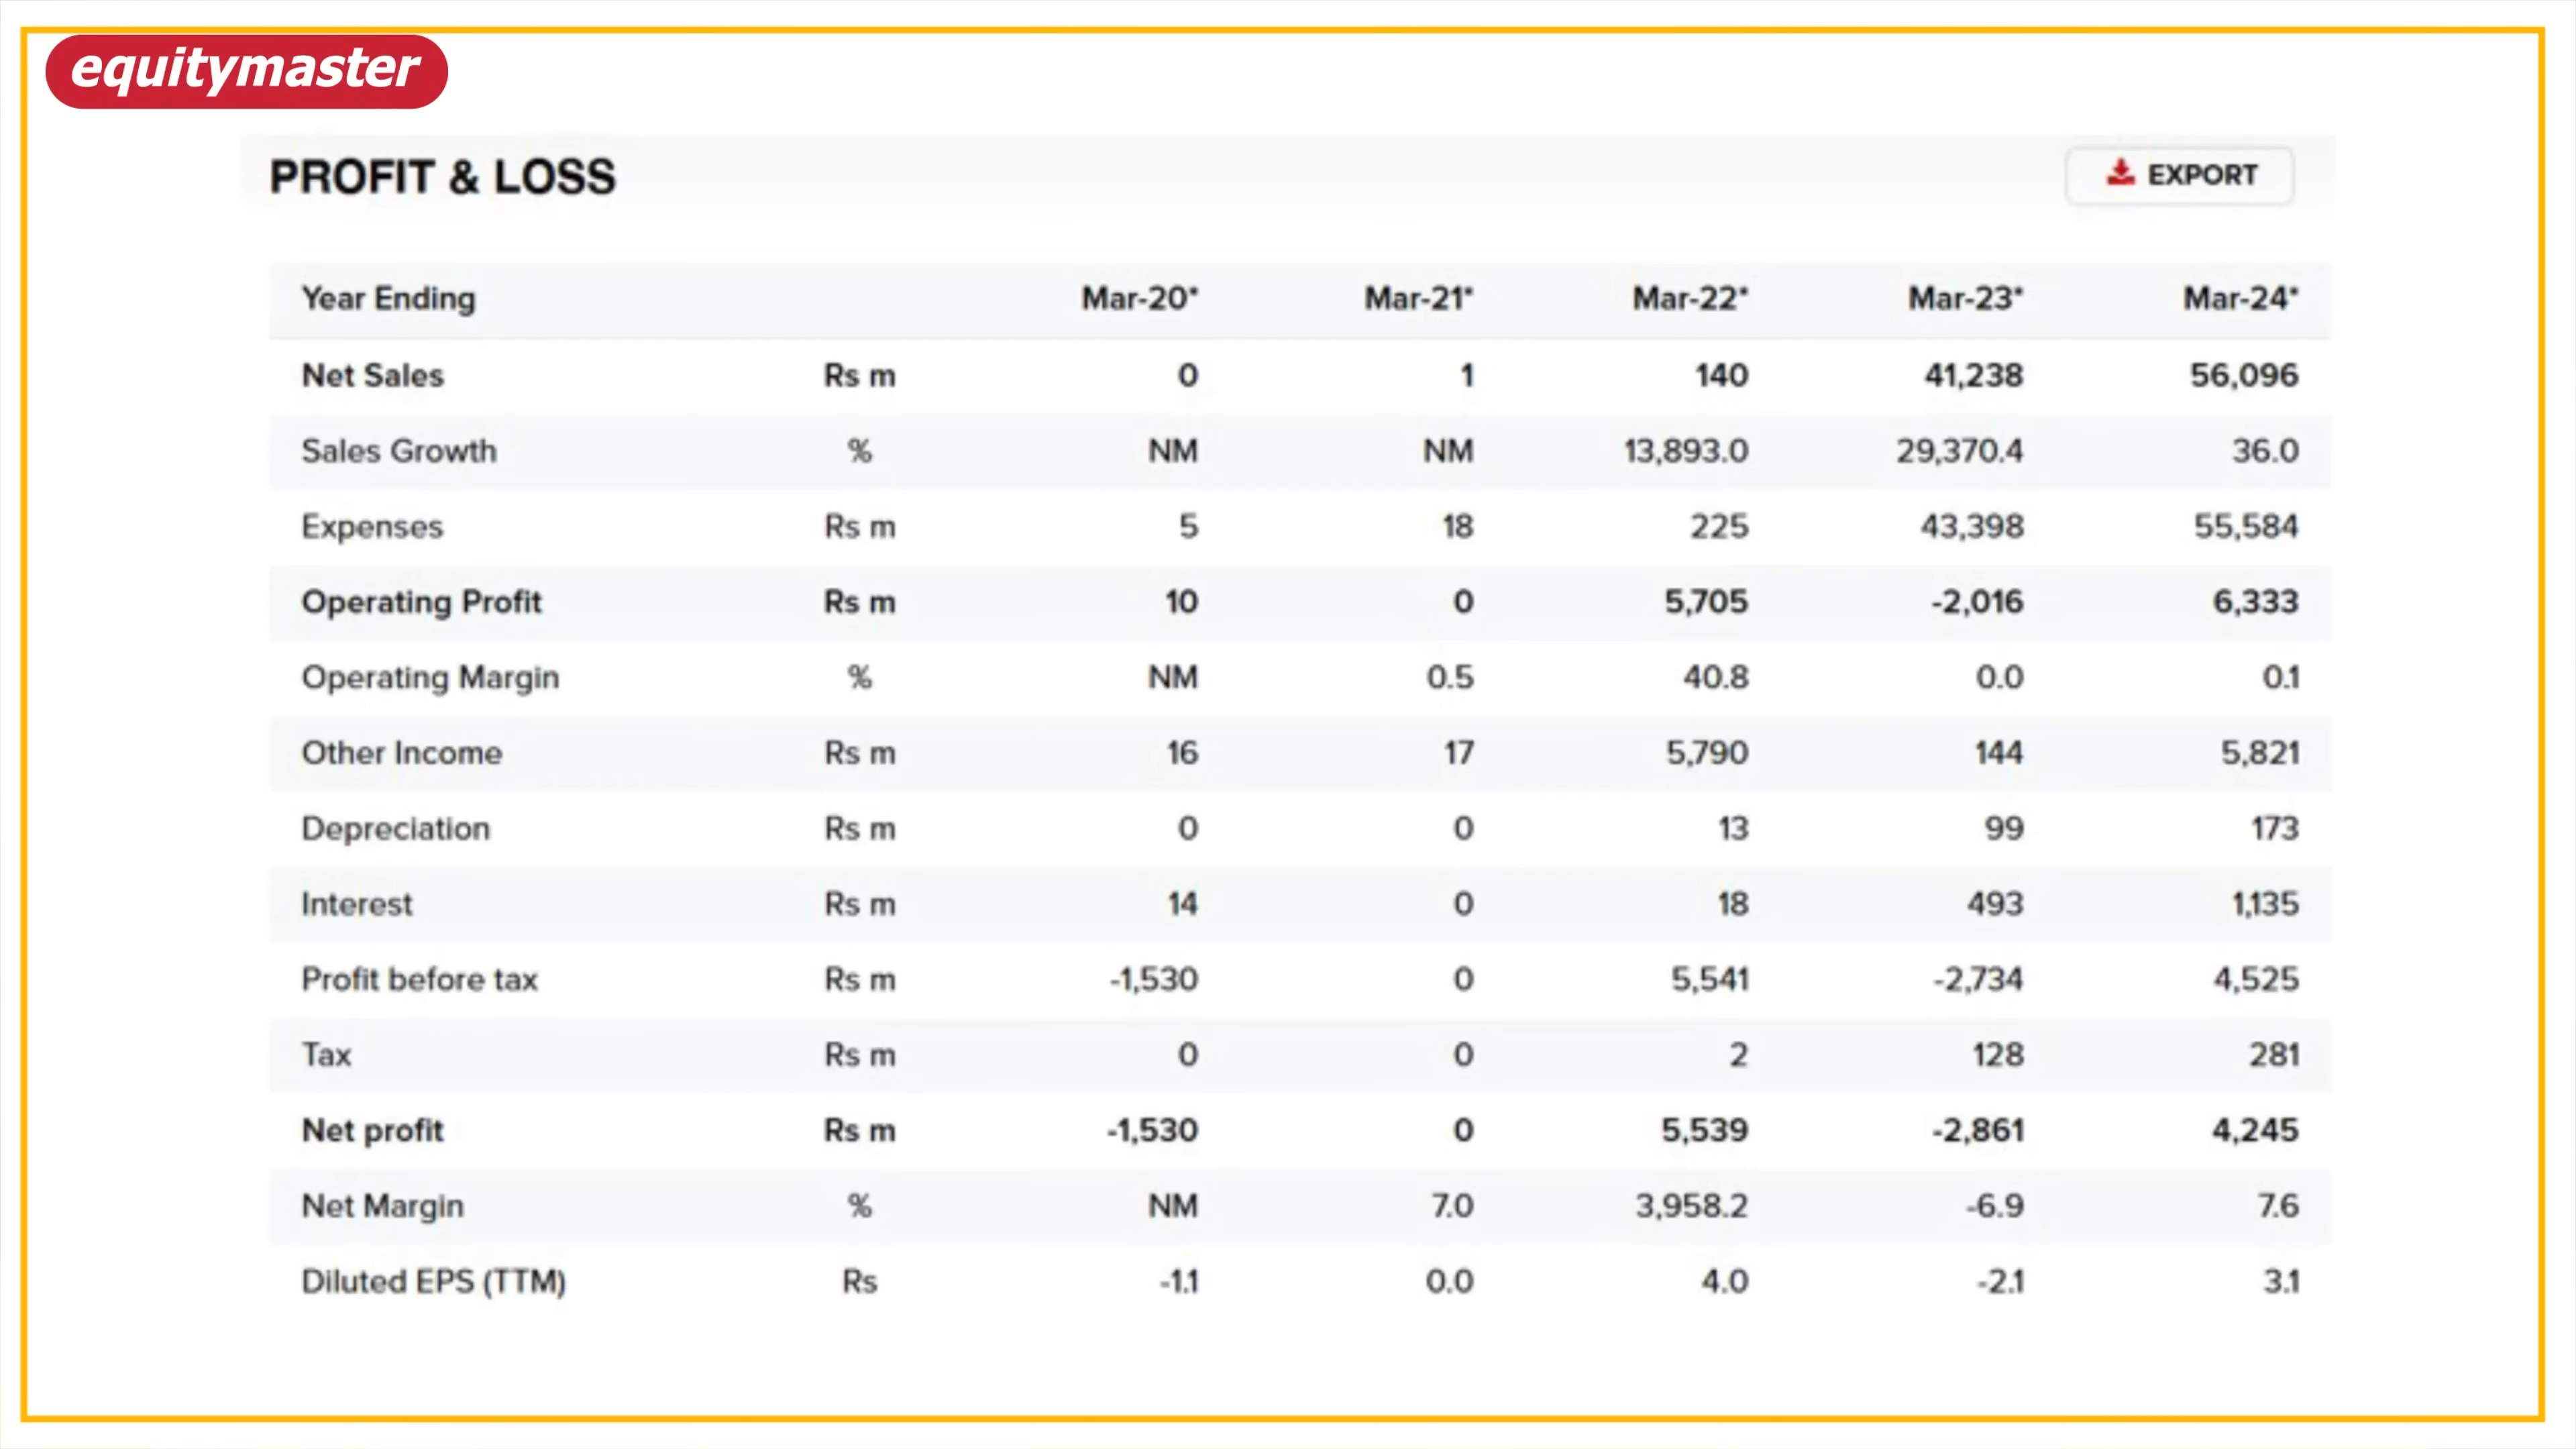 equitymaster
PROFIT & LOSS
EXPORT
Year Ending Mar-20* Mar-21* Mar-22* Mar-23* Mar-24*
Net Sales Rs m 0 1 140 41,238 56,096
Sales Growth % NM NM 13,893.0 29,370.4 36.0
Expenses Rs m 5 18 225 43,398 55,584
Operating Profit Rs m 10 0 5,705 -2,016 6,333
Operating Margin % NM 0.5 40.8 0.0 0.1
Other Income Rs m 16 17 5,790 144 5,821
Depreciation Rs m 0 0 13 99 173
Interest Rs m 14 0 18 493 1,135
Profit before tax Rs m -1,530 0 5,541 -2,734 4,525
Tax Rs m 0 0 2 128 281
Net profit Rs m -1,530 0 5,539 -2,861 4,245
Net Margin % NM 7.0 3,958.2 -6.9 7.6
Diluted EPS (TTM) Rs -1.1 0.0 4.0 -2.1 3.1